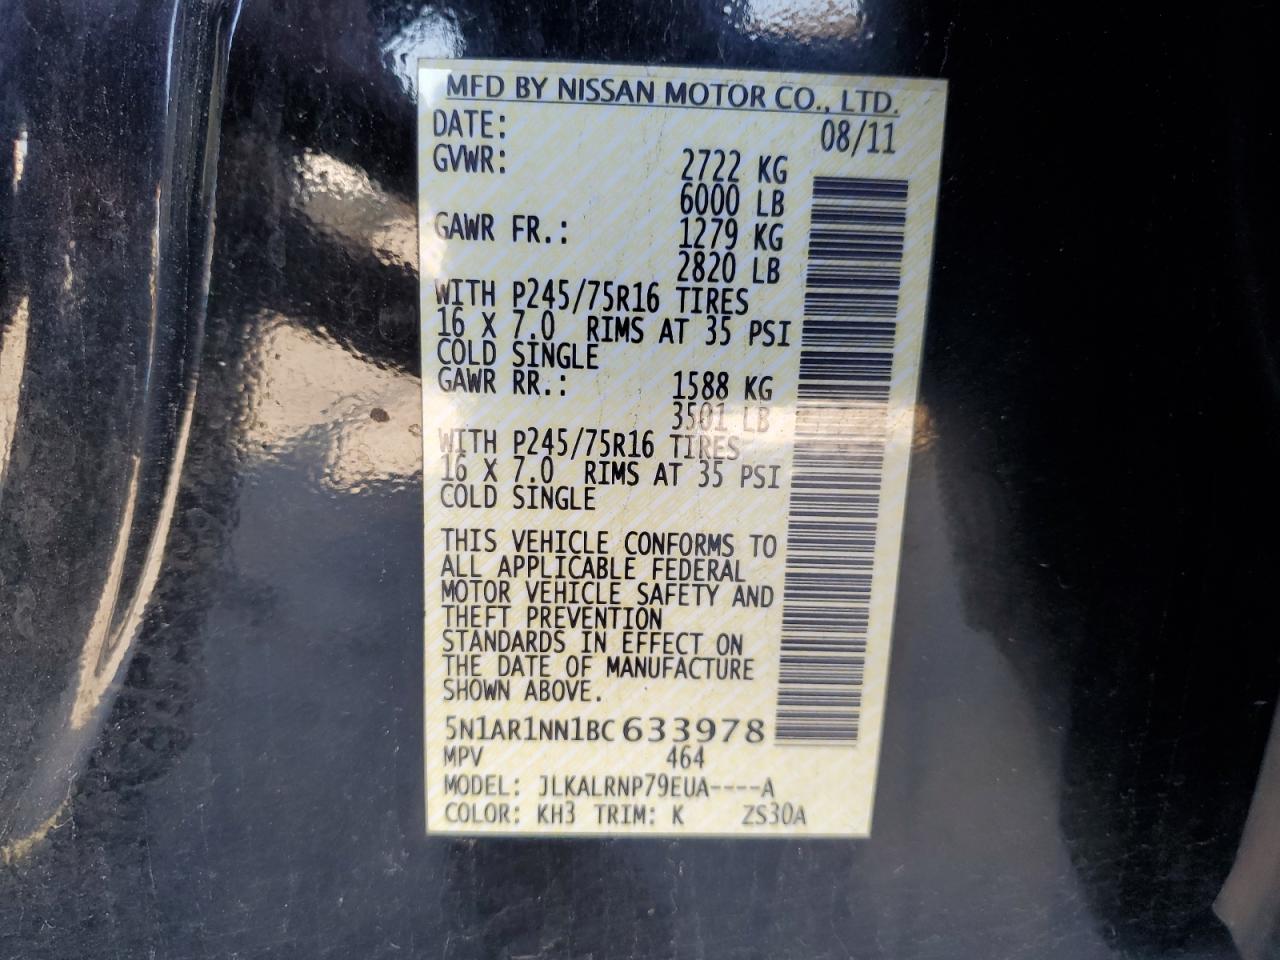 MFD BY NISSAN MOTOR CO., LTD.
DATE: 08/11
GVWR: 2722 KG
6000 LB
GAWR FR.: 1279 KG
2820 LB
WITH P245/75R16 TIRES
16 X 7.0 RIMS AT 35 PSI
COLD SINGLE
GAWR RR.: 1588 KG
3501 LB
WITH P245/75R16 TIRES
16 X 7.0 RIMS AT 35 PSI
COLD SINGLE
THIS VEHICLE CONFORMS TO
ALL APPLICABLE FEDERAL
MOTOR VEHICLE SAFETY AND
THEFT PREVENTION
STANDARDS IN EFFECT ON
THE DATE OF MANUFACTURE
SHOWN ABOVE.
5N1AR1NN1BC633978
MPV 464
MODEL: JLKALRNP79EUA----A
COLOR: KH3 TRIM: K ZS30A